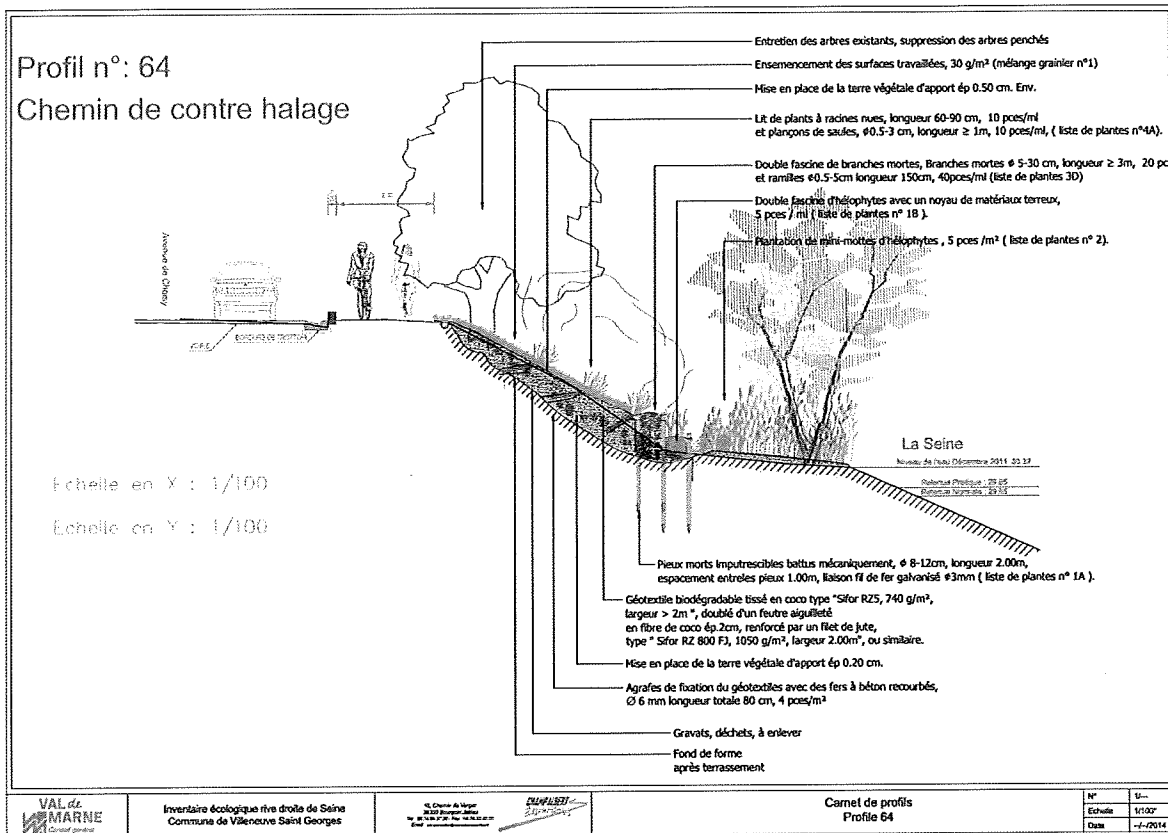 Profil n°: 64
Chemin de contre halage
Entretien des arbres existants, suppression des arbres penchés
Ensemencement des surfaces travaillées, 30 g/m² (mélange grainier n°1)
Mise en place de la terre végétale d'apport ép 0.50 cm. Env.
Lit de plants à racines nues, longueur 60-90 cm, 10 pces/ml
et plançons de saules, ø0.5-3 cm, longueur ≥ 1m, 10 pces/ml, ( liste de plantes n°4A).
Double fascine de branches mortes, Branches mortes ø 5-30 cm, longueur ≥ 3m, 20 pc
et ramilles ø0.5-5cm longueur 150cm, 40pces/ml (liste de plantes 3D)
Double fascine d'hélophytes avec un noyau de matériaux terreux,
5 pces / ml ( liste de plantes n° 1B ).
Plantation de mini-mottes d'hélophytes , 5 pces /m² ( liste de plantes n° 2).
Avenue de Choisy
La Seine
Niveau de l'eau Décembre 2011
Retenue Pratique :
Retenue Normale :
Echelle en X : 1/100
Echelle en Y : 1/100
Pieux morts imputrescibles battus mécaniquement, ø 8-12cm, longueur 2.00m,
espacement entreles pieux 1.00m, liaison fil de fer galvanisé ø3mm ( liste de plantes n° 1A ).
Géotextile biodégradable tissé en coco type "Sifor RZ5, 740 g/m²,
largeur > 2m ", doublé d'un feutre aiguilleté
en fibre de coco ép.2cm, renforcé par un filet de jute,
type " Sifor RZ 800 FJ, 1050 g/m², largeur 2.00m", ou similaire.
Mise en place de la terre végétale d'apport ép 0.20 cm.
Agrafes de fixation du géotextiles avec des fers à béton recourbés,
Ø 6 mm longueur totale 80 cm, 4 pces/m²
Gravats, déchets, à enlever
Fond de forme
après terrassement
VAL de
MARNE
Conseil général
Inventaire écologique rive droite de Seine
Commune de Villeneuve Saint Georges
Carnet de profils
Profile 64
N°
Echelle 1/100°
Date --/--/2014